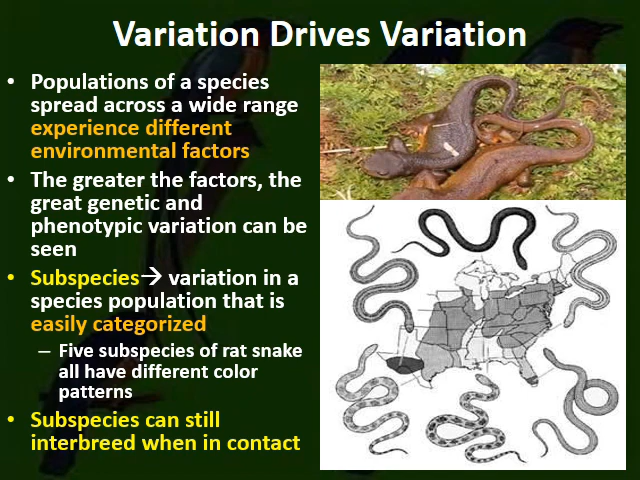 Variation Drives Variation
• Populations of a species
spread across a wide range
experience different
environmental factors
• The greater the factors, the
great genetic and
phenotypic variation can be
seen
• Subspecies→ variation in a
species population that is
easily categorized
– Five subspecies of rat snake
all have different color
patterns
• Subspecies can still
interbreed when in contact